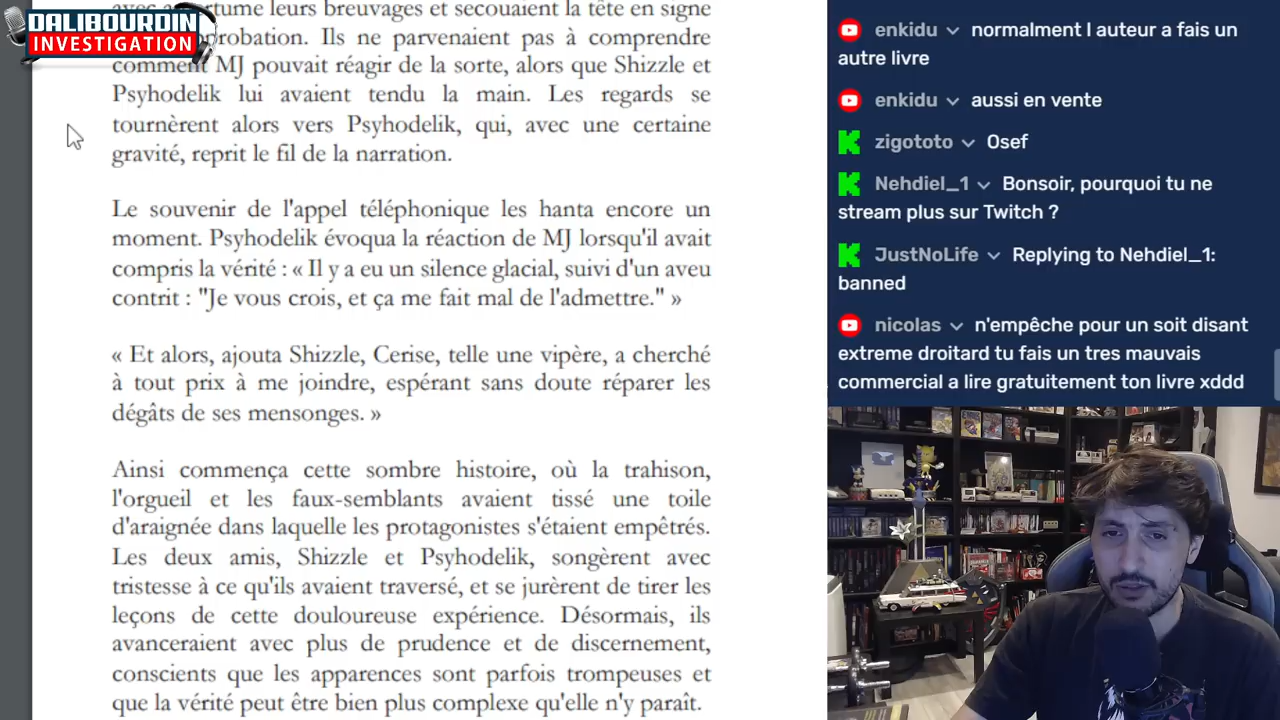 avec amertume leurs breuvages et secouaient la tête en signe
DALIBOURDIN
INVESTIGATION
probation. Ils ne parvenaient pas à comprendre
comment MJ pouvait réagir de la sorte, alors que Shizzle et
Psyhodelik lui avaient tendu la main. Les regards se
tournèrent alors vers Psyhodelik, qui, avec une certaine
gravité, reprit le fil de la narration.
Le souvenir de l'appel téléphonique les hanta encore un
moment. Psyhodelik évoqua la réaction de MJ lorsqu'il avait
compris la vérité : « Il y a eu un silence glacial, suivi d'un aveu
contrit : "Je vous crois, et ça me fait mal de l'admettre." »
« Et alors, ajouta Shizzle, Cerise, telle une vipère, a cherché
à tout prix à me joindre, espérant sans doute réparer les
dégâts de ses mensonges. »
Ainsi commença cette sombre histoire, où la trahison,
l'orgueil et les faux-semblants avaient tissé une toile
d'araignée dans laquelle les protagonistes s'étaient empêtrés.
Les deux amis, Shizzle et Psyhodelik, songèrent avec
tristesse à ce qu'ils avaient traversé, et se jurèrent de tirer les
leçons de cette douloureuse expérience. Désormais, ils
avanceraient avec plus de prudence et de discernement,
conscients que les apparences sont parfois trompeuses et
que la vérité peut être bien plus complexe qu'elle n'y paraît.
enkidu normalment l auteur a fais un
autre livre
enkidu aussi en vente
zigototo Osef
Nehdiel_1 Bonsoir, pourquoi tu ne
stream plus sur Twitch ?
JustNoLife Replying to Nehdiel_1:
banned
nicolas n'empêche pour un soit disant
extreme droitard tu fais un tres mauvais
commercial a lire gratuitement ton livre xddd